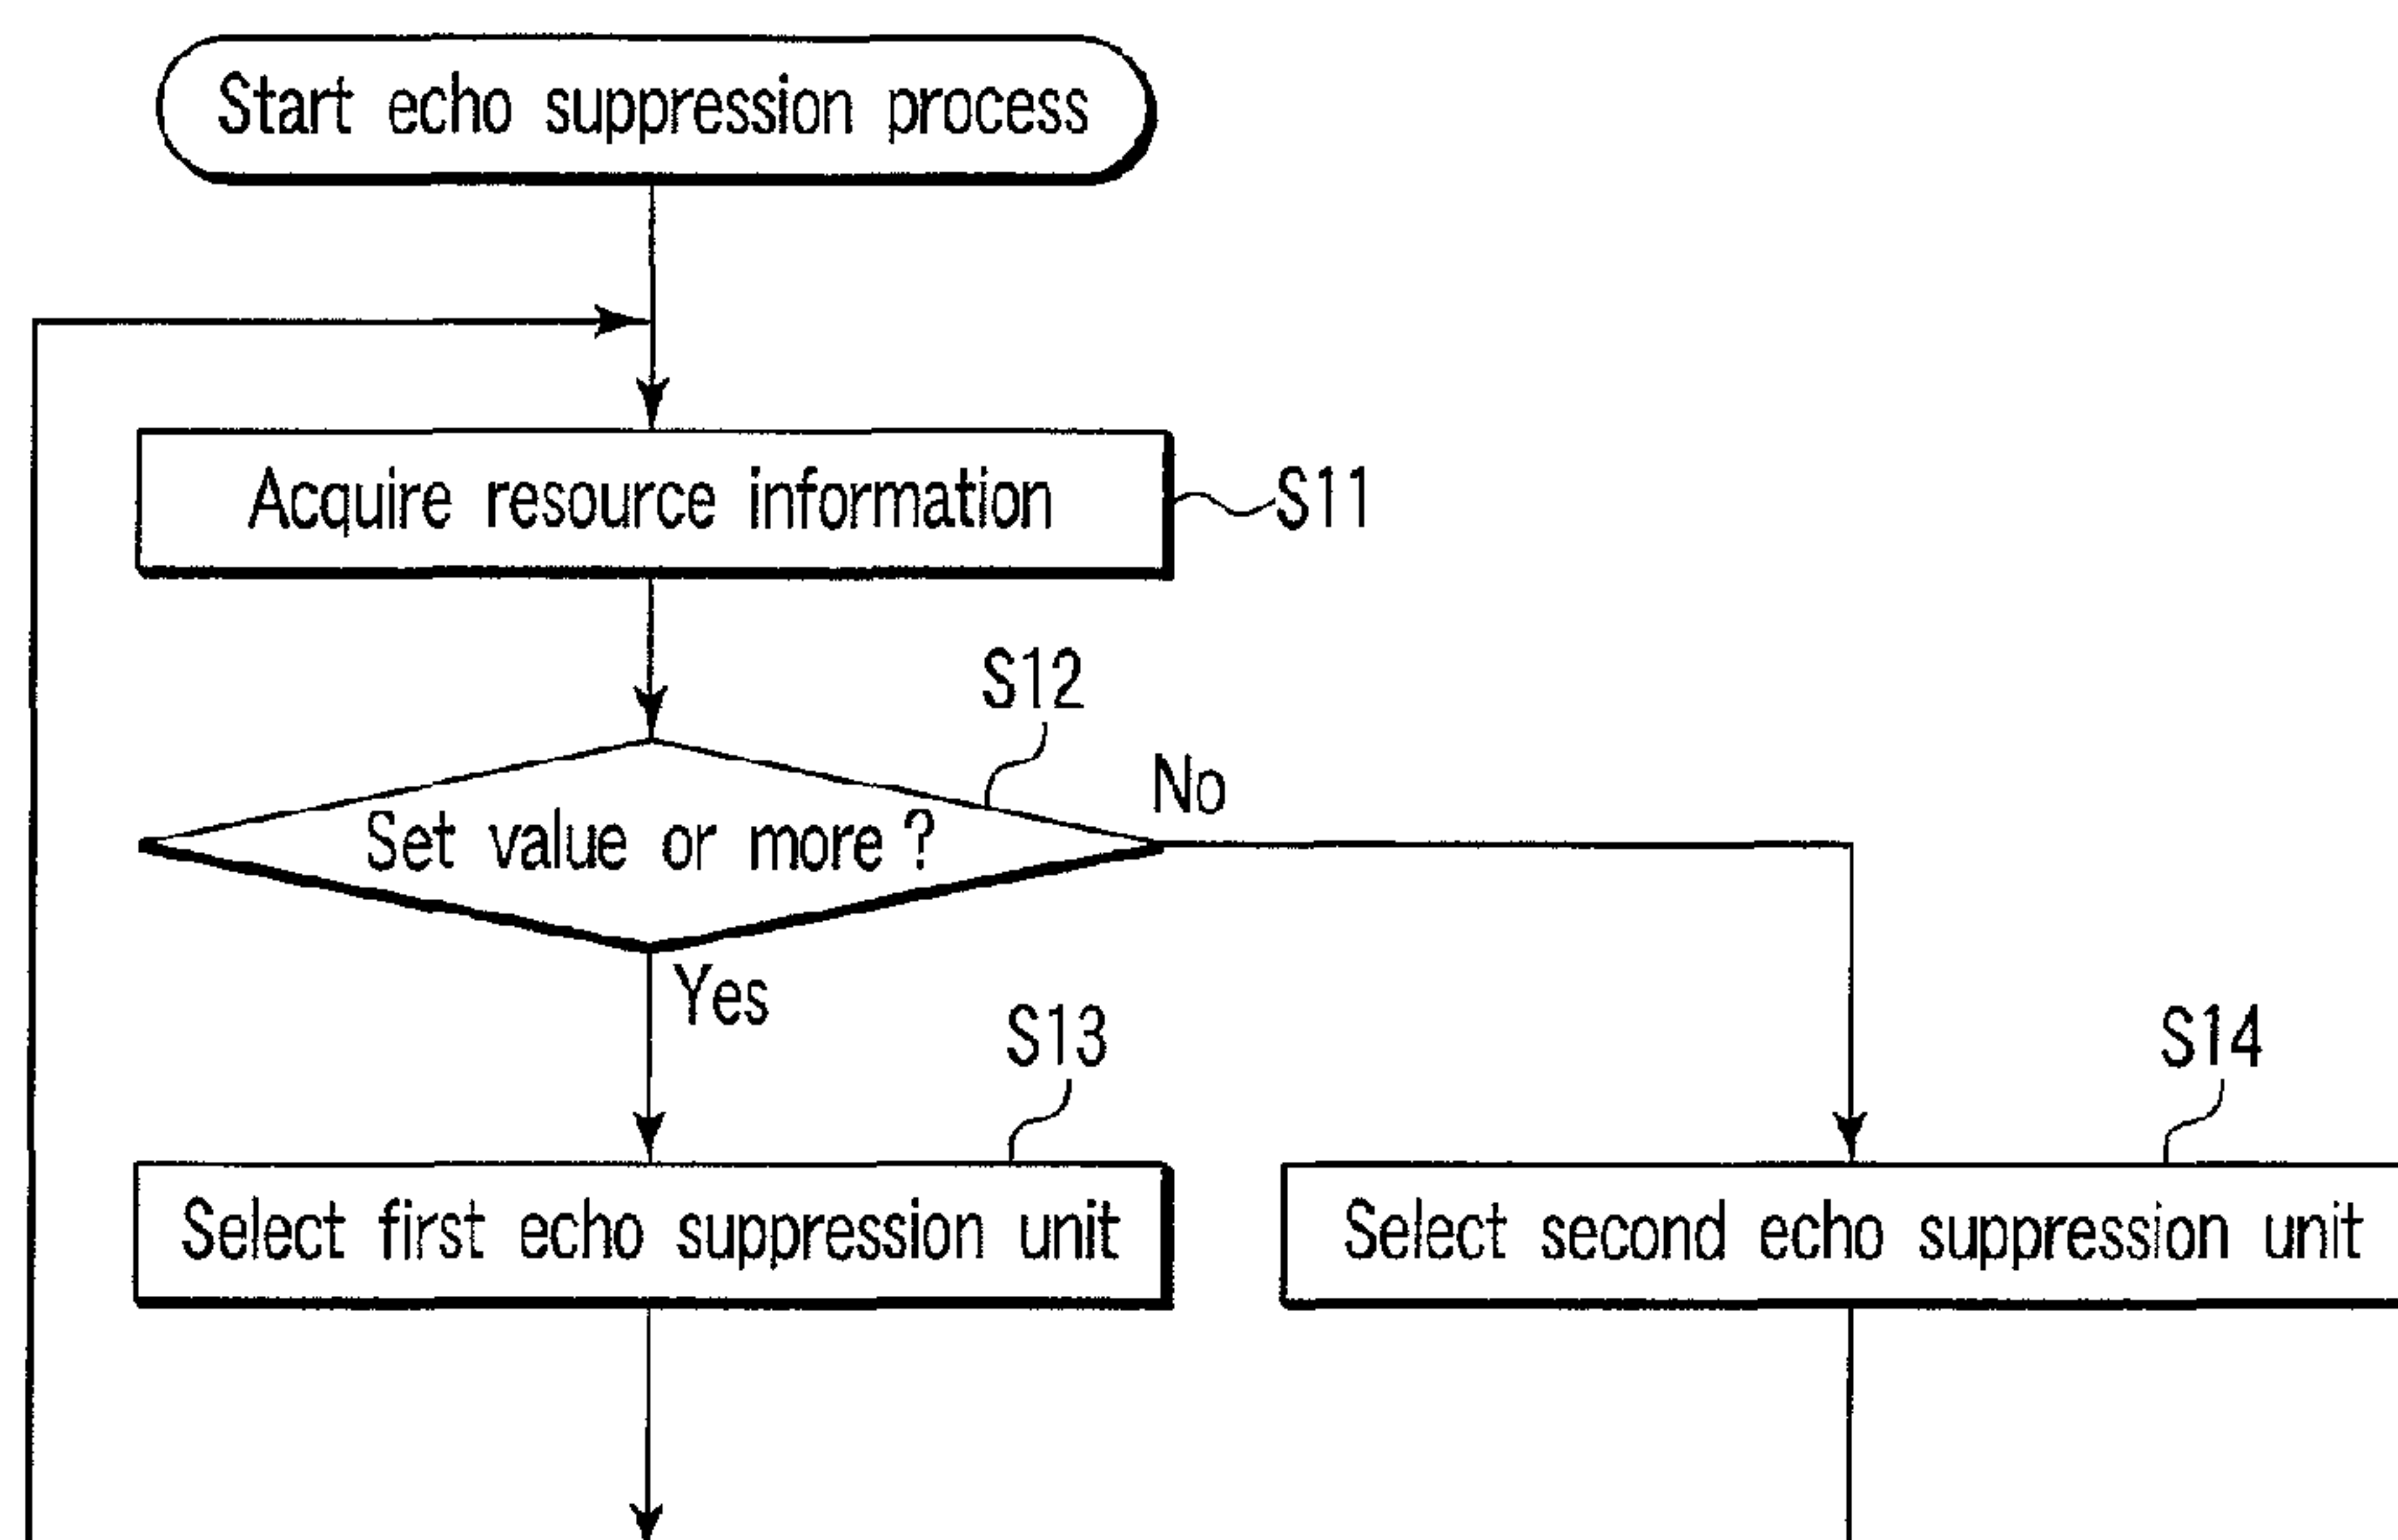 Start echo suppression process
Acquire resource information
S11
S12
Set value or more ?
No
Yes
S13
S14
Select first echo suppression unit
Select second echo suppression unit